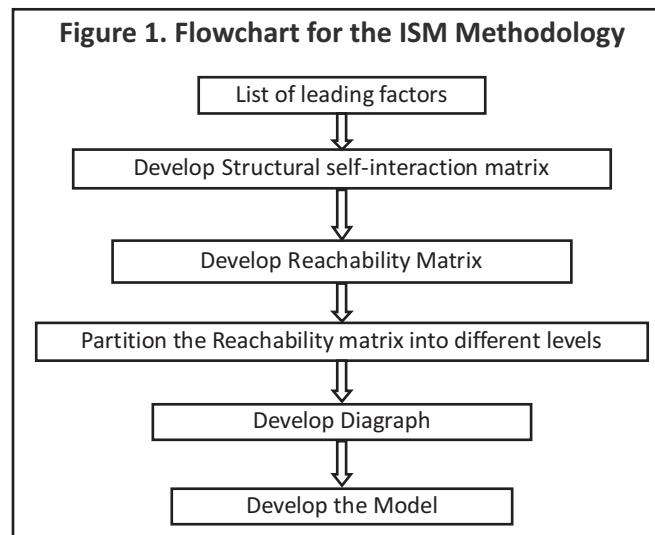 Figure 1. Flowchart for the ISM Methodology
List of leading factors
Develop Structural self-interaction matrix
Develop Reachability Matrix
Partition the Reachability matrix into different levels
Develop Diagraph
Develop the Model